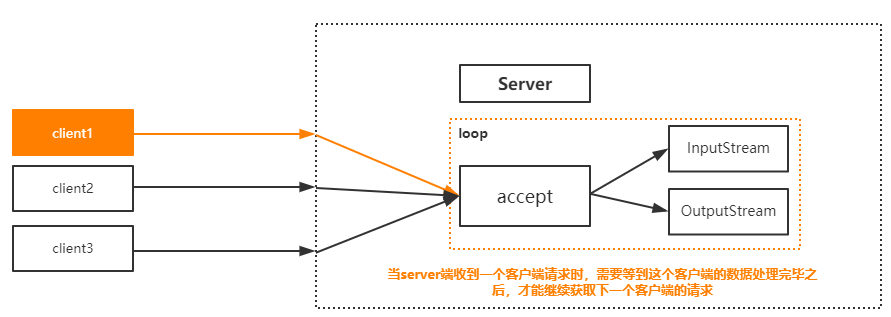 Server
client1
loop
InputStream
client2
accept
OutputStream
client3
当server端收到一个客户端请求时，需要等到这个客户端的数据处理完毕之
后，才能继续获取下一个客户端的请求